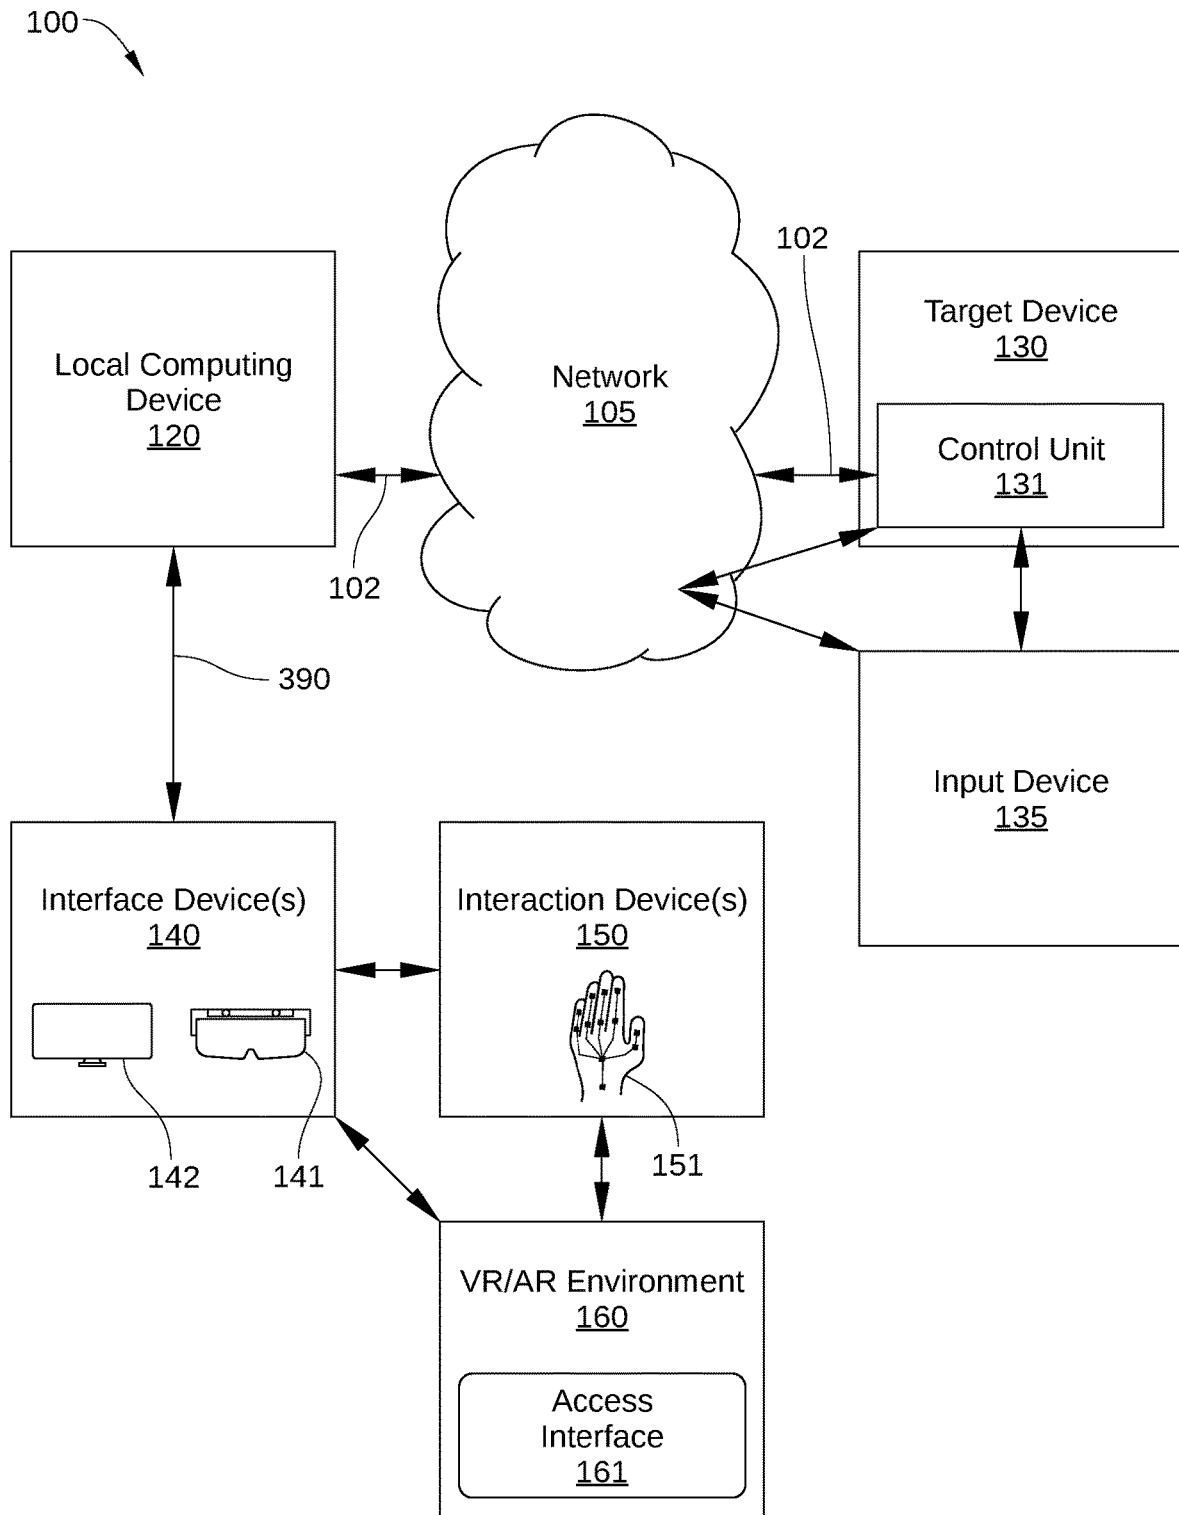 100
102
Target Device
130
Local Computing
Device
120
Network
105
Control Unit
131
102
390
Input Device
135
Interface Device(s)
140
Interaction Device(s)
150
142
141
151
VR/AR Environment
160
Access
Interface
161